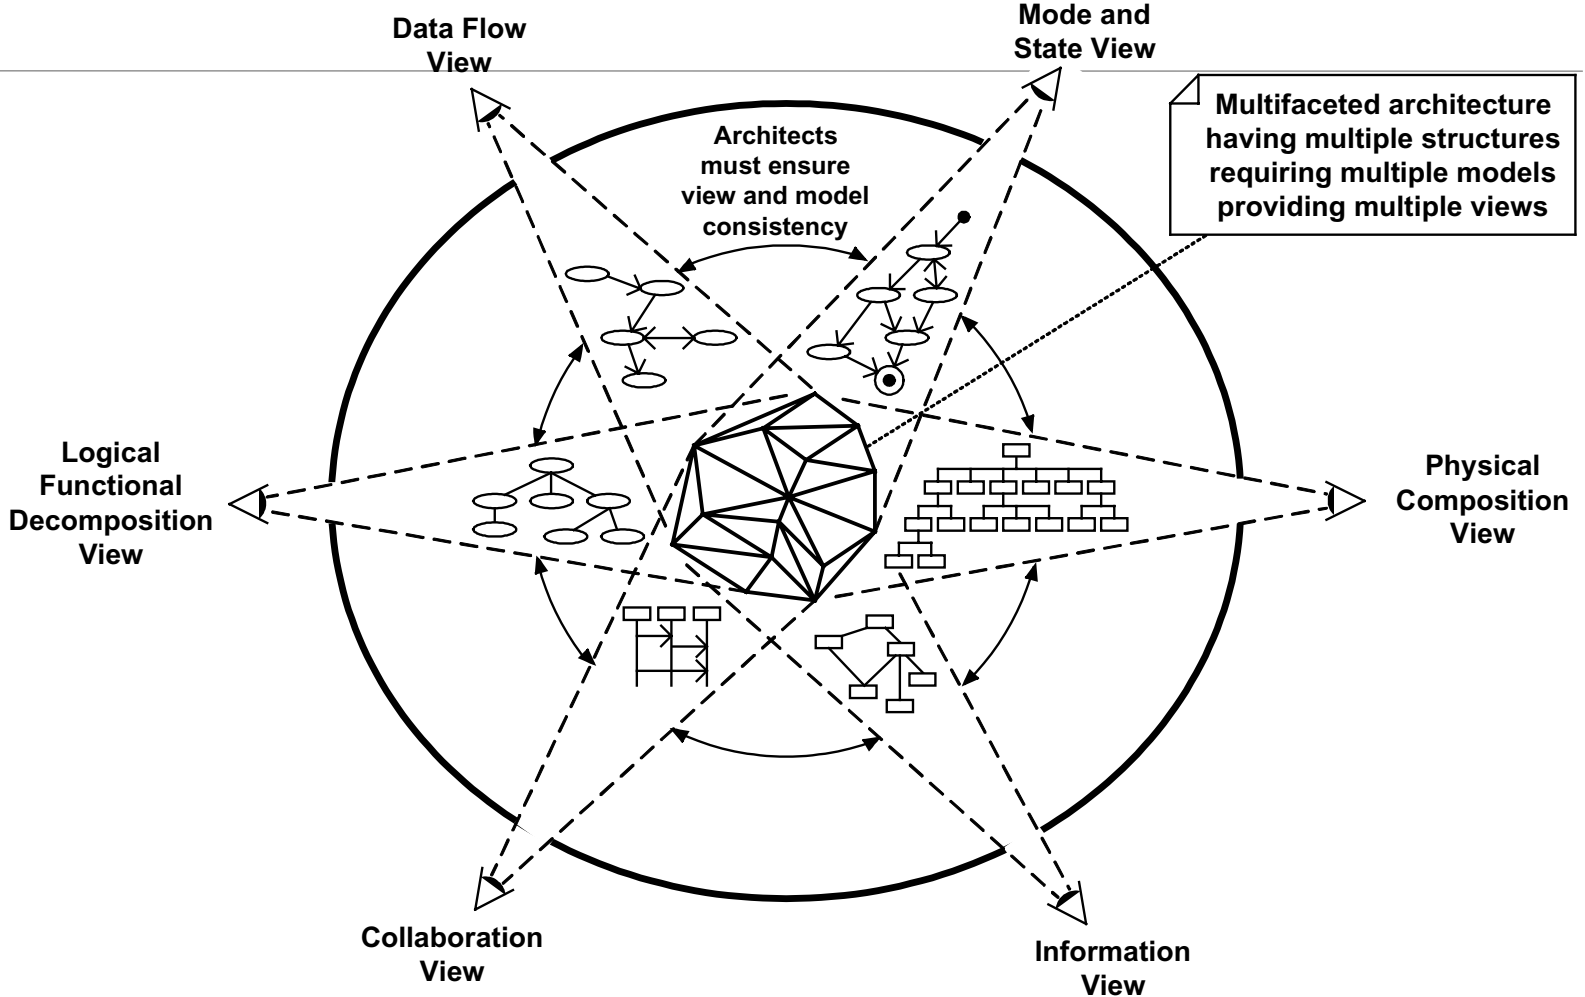 Data Flow
View
Mode and
State View
Multifaceted architecture
having multiple structures
requiring multiple models
providing multiple views
Architects
must ensure
view and model
consistency
Logical
Functional
Decomposition
View
Physical
Composition
View
Collaboration
View
Information
View